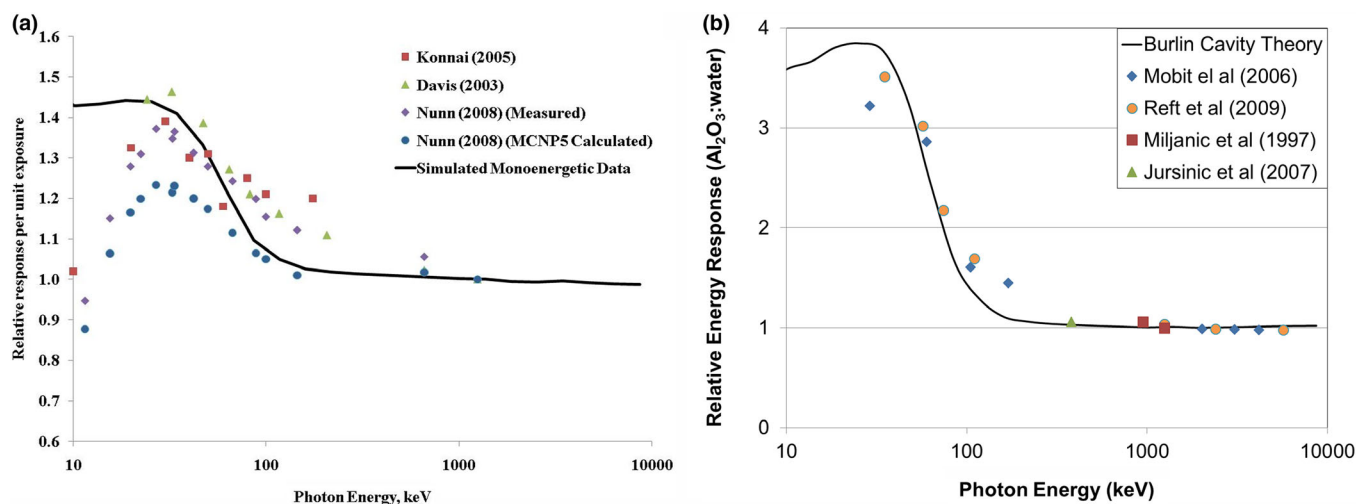 (a)
1.6
1.5
1.4
1.3
1.2
1.1
1.0
0.9
0.8
0.7
0.6
Relative response per unit exposure
10
100
1000
10000
Photon Energy, keV
Konnai (2005)
Davis (2003)
Nunn (2008) (Measured)
Nunn (2008) (MCNP5 Calculated)
Simulated Monoenergetic Data
(b)
4
3
2
1
0
Relative Energy Response (Al₂O₃:water)
10
100
1000
10000
Photon Energy (keV)
Burlin Cavity Theory
Mobit el al (2006)
Reft et al (2009)
Miljanic et al (1997)
Jursinic et al (2007)